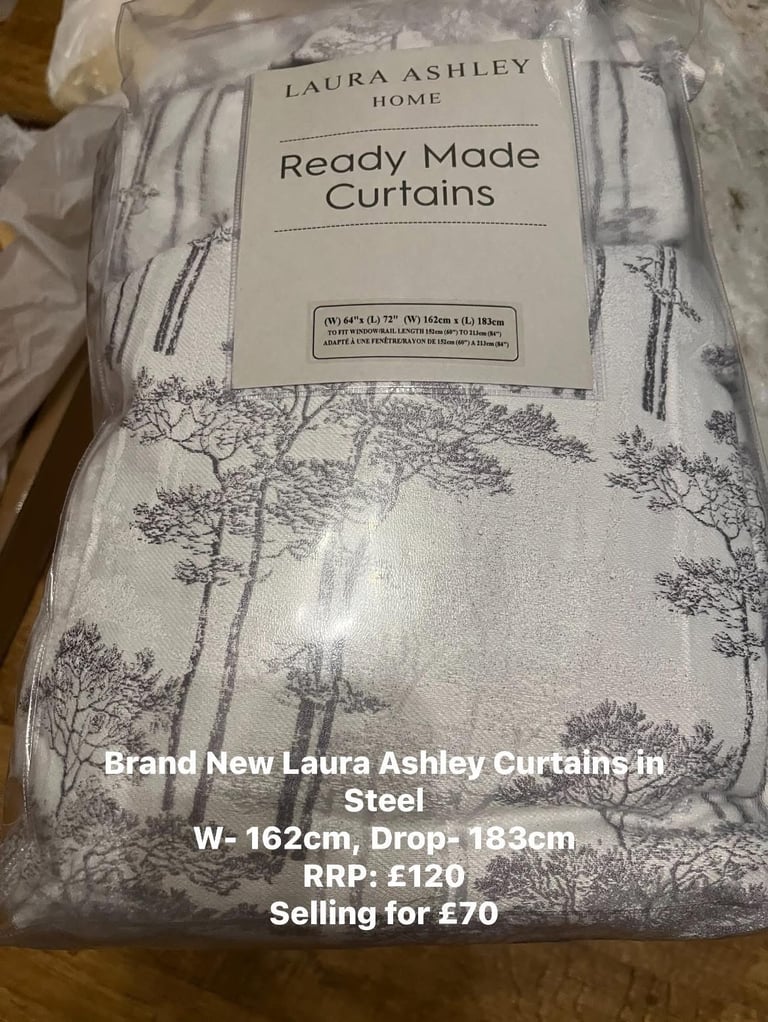 LAURA ASHLEY
HOME
Ready Made
Curtains
(W) 64"x (L) 72" (W) 162cm x (L) 183cm
TO FIT WINDOW/RAIL LENGTH 152cm (60") TO 213cm (84")
ADAPTÉ À UNE FENÊTRE/RAYON DE 152cm (60") A 213cm (84")
Brand New Laura Ashley Curtains in
Steel
W- 162cm, Drop- 183cm
RRP: £120
Selling for £70